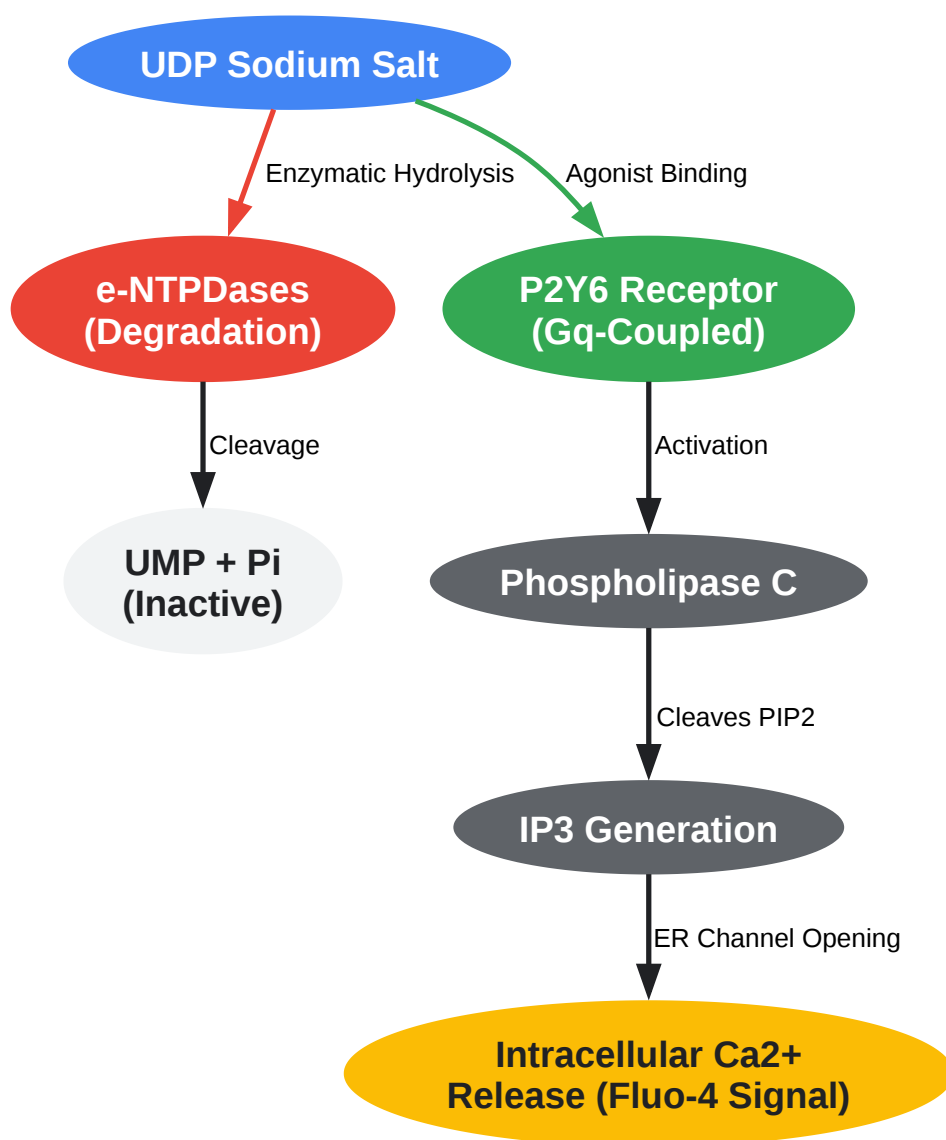 UDP Sodium Salt
Enzymatic Hydrolysis
Agonist Binding
e-NTPDases
(Degradation)
P2Y6 Receptor
(Gq-Coupled)
Cleavage
Activation
UMP + Pi
(Inactive)
Phospholipase C
Cleaves PIP2
IP3 Generation
ER Channel Opening
Intracellular Ca2+
Release (Fluo-4 Signal)